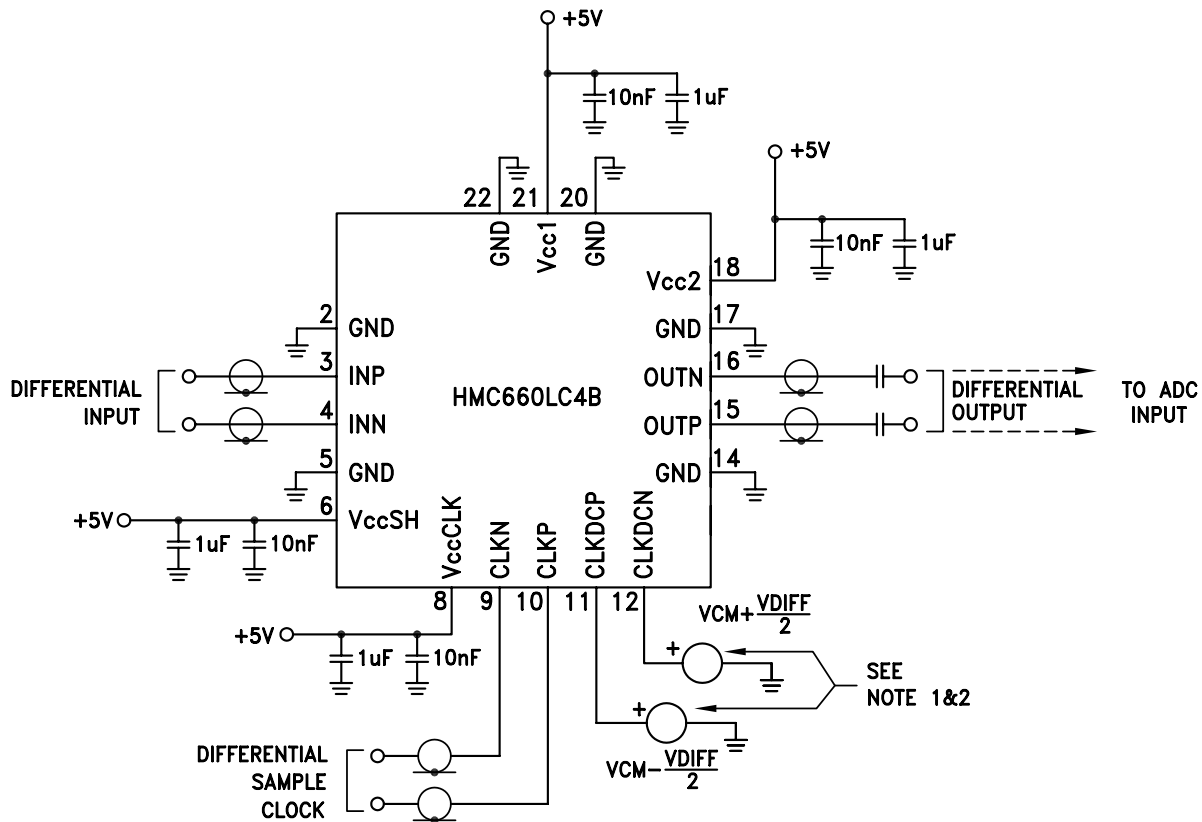 +5V
10nF
1uF
+5V
22
21
20
GND
Vcc1
GND
10nF
1uF
Vcc2
18
2
GND
GND
17
DIFFERENTIAL
INPUT
3
INP
HMC660LC4B
OUTN
16
DIFFERENTIAL
OUTPUT
TO ADC
INPUT
4
INN
OUTP
15
5
GND
GND
14
+5V
6
VccSH
1uF
10nF
VccCLK
CLKN
CLKP
CLKDCP
CLKDCN
8
9
10
11
12
+5V
1uF
10nF
VCM+VDIFF
2
SEE
NOTE 1&2
VCM-VDIFF
2
DIFFERENTIAL
SAMPLE
CLOCK